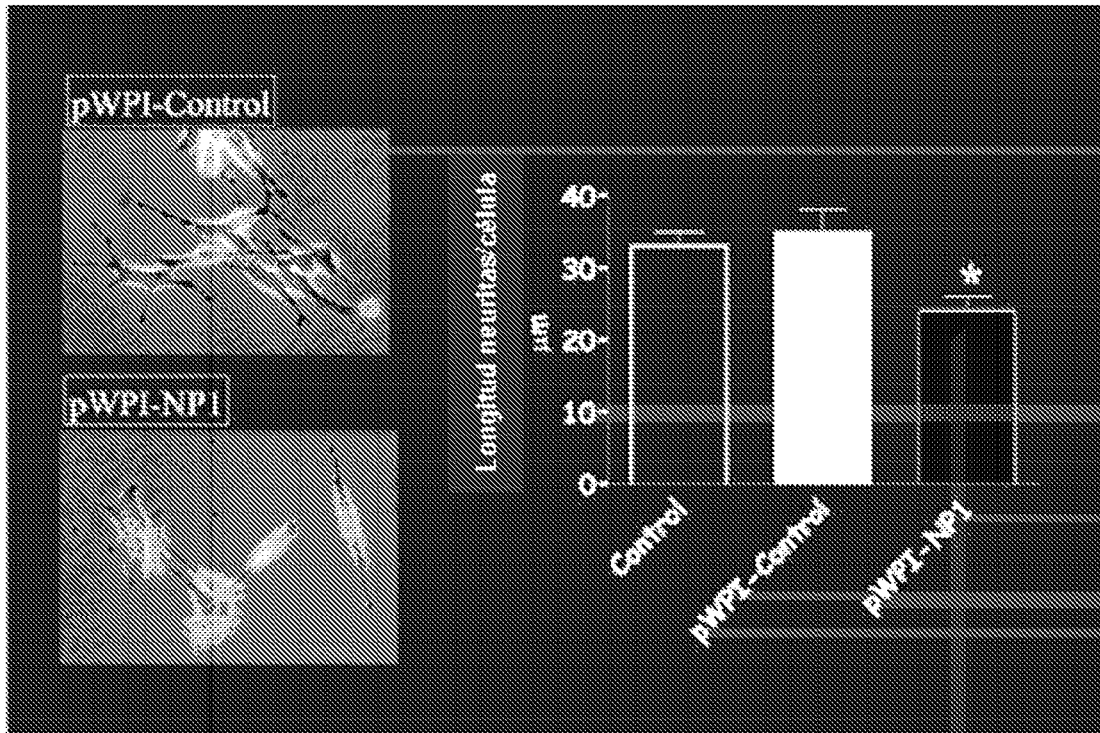 pWPI-Control
pWPI-NP1
Longitud neuritas/célula
µm
40
30
20
10
0
*
Control
pWPI-Control
pWPI-NP1